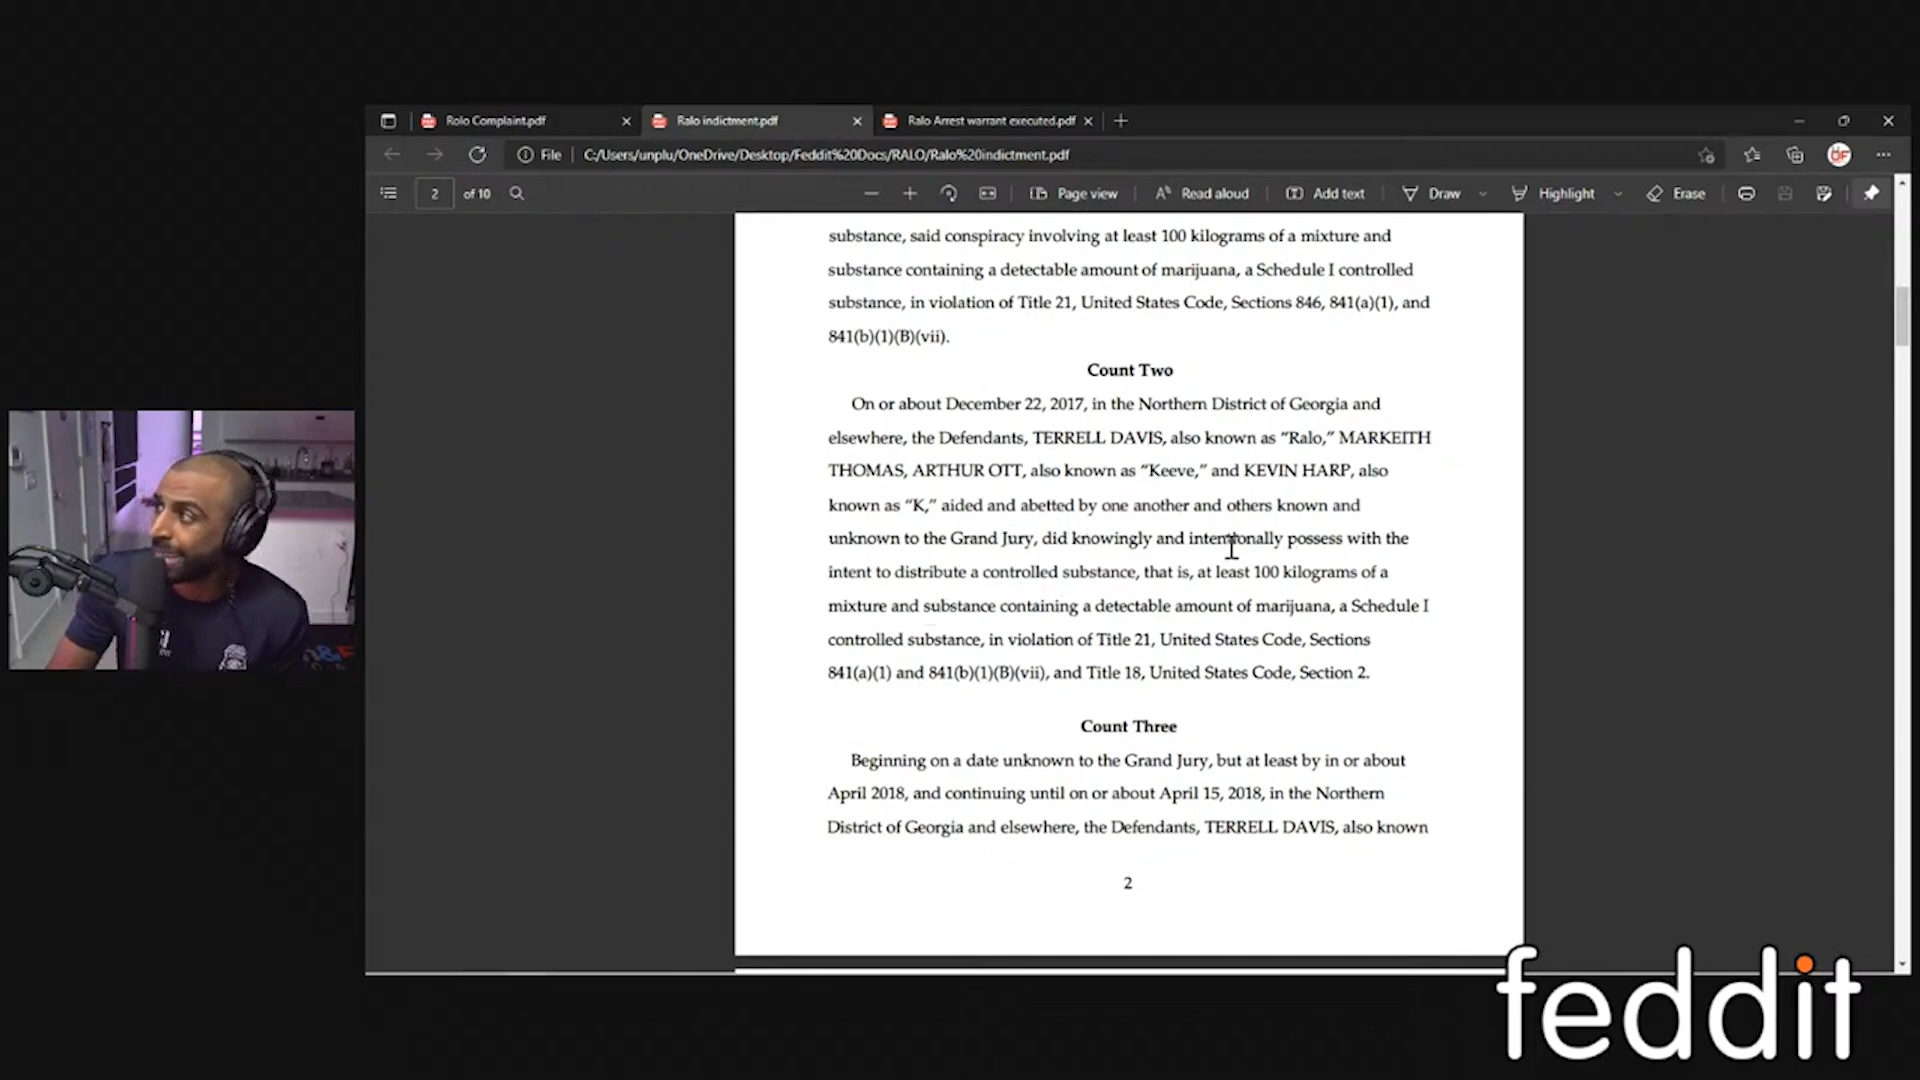 Rolo Complaint.pdf
Ralo indictment.pdf
Ralo Arrest warrant executed.pdf
File
C:/Users/unplu/OneDrive/Desktop/Feddit%20Docs/RALO/Ralo%20indictment.pdf
2 of 10
Page view
Read aloud
Add text
Draw
Highlight
Erase
substance, said conspiracy involving at least 100 kilograms of a mixture and
substance containing a detectable amount of marijuana, a Schedule I controlled
substance, in violation of Title 21, United States Code, Sections 846, 841(a)(1), and
841(b)(1)(B)(vii).
Count Two
On or about December 22, 2017, in the Northern District of Georgia and
elsewhere, the Defendants, TERRELL DAVIS, also known as “Ralo,” MARKEITH
THOMAS, ARTHUR OTT, also known as “Keeve,” and KEVIN HARP, also
known as “K,” aided and abetted by one another and others known and
unknown to the Grand Jury, did knowingly and intentionally possess with the
intent to distribute a controlled substance, that is, at least 100 kilograms of a
mixture and substance containing a detectable amount of marijuana, a Schedule I
controlled substance, in violation of Title 21, United States Code, Sections
841(a)(1) and 841(b)(1)(B)(vii), and Title 18, United States Code, Section 2.
Count Three
Beginning on a date unknown to the Grand Jury, but at least by in or about
April 2018, and continuing until on or about April 15, 2018, in the Northern
District of Georgia and elsewhere, the Defendants, TERRELL DAVIS, also known
2
feddit